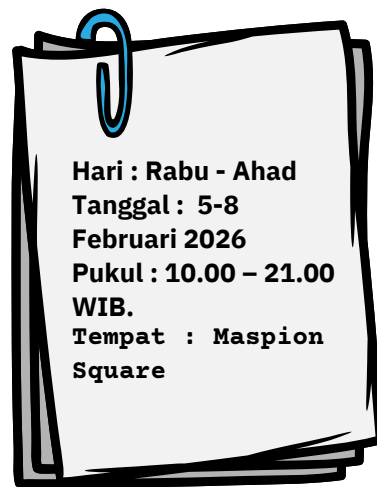 Hari : Rabu - Ahad
Tanggal :  5-8
Februari 2026
Pukul : 10.00 – 21.00
WIB.
Tempat : Maspion
Square